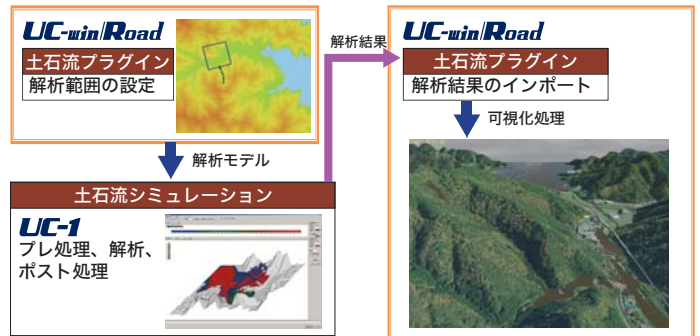 UC-win/Road
土石流プラグイン
解析範囲の設定
解析モデル
土石流シミュレーション
UC-1
プレ処理、解析、
ポスト処理
解析結果
UC-win/Road
土石流プラグイン
解析結果のインポート
可視化処理